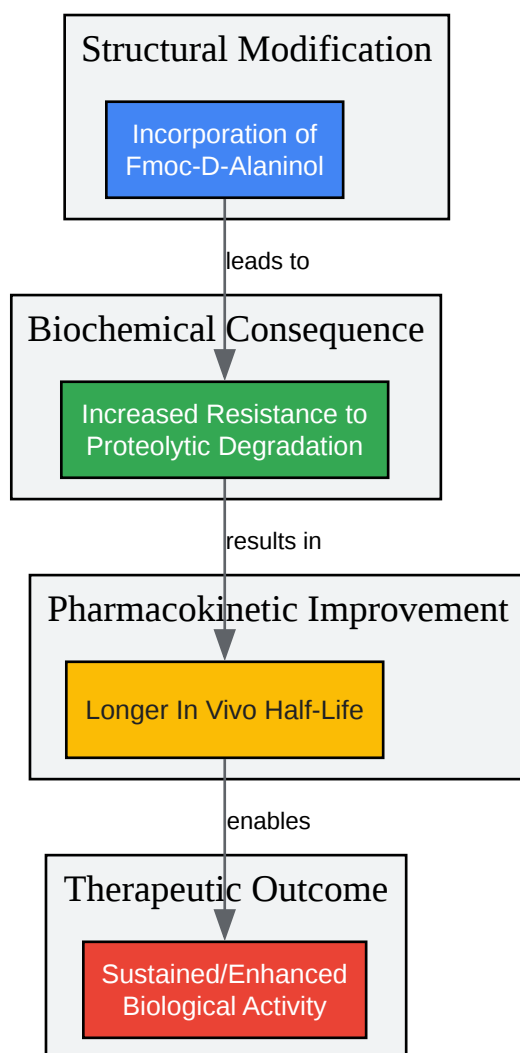 Structural Modification
Incorporation of
Fmoc-D-Alaninol
leads to
Biochemical Consequence
Increased Resistance to
Proteolytic Degradation
results in
Pharmacokinetic Improvement
Longer In Vivo Half-Life
enables
Therapeutic Outcome
Sustained/Enhanced
Biological Activity